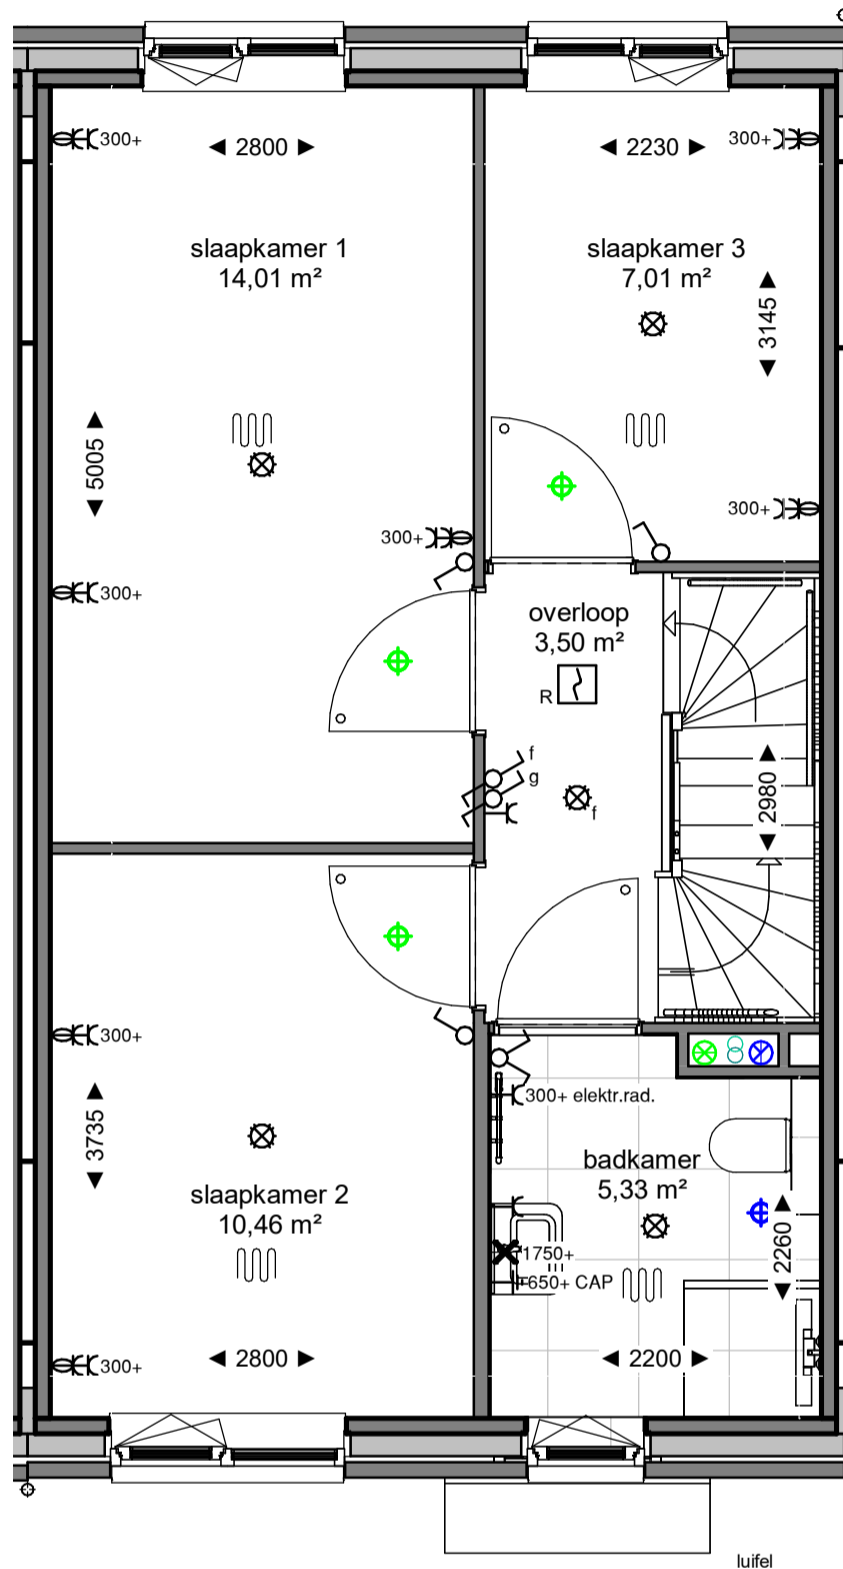 300+
◄ 2800 ►
◄ 2230 ►
300+
slaapkamer 1
14,01 m²
slaapkamer 3
7,01 m²
◄ 3145 ►
◄ 5005 ►
300+
300+
300+
overloop
3,50 m²
R
f
g
f
◄ 2980 ►
300+
300+ elektr.rad.
◄ 3735 ►
badkamer
5,33 m²
slaapkamer 2
10,46 m²
1750+
650+ CAP
◄ 2260 ►
300+
◄ 2800 ►
◄ 2200 ►
luifel